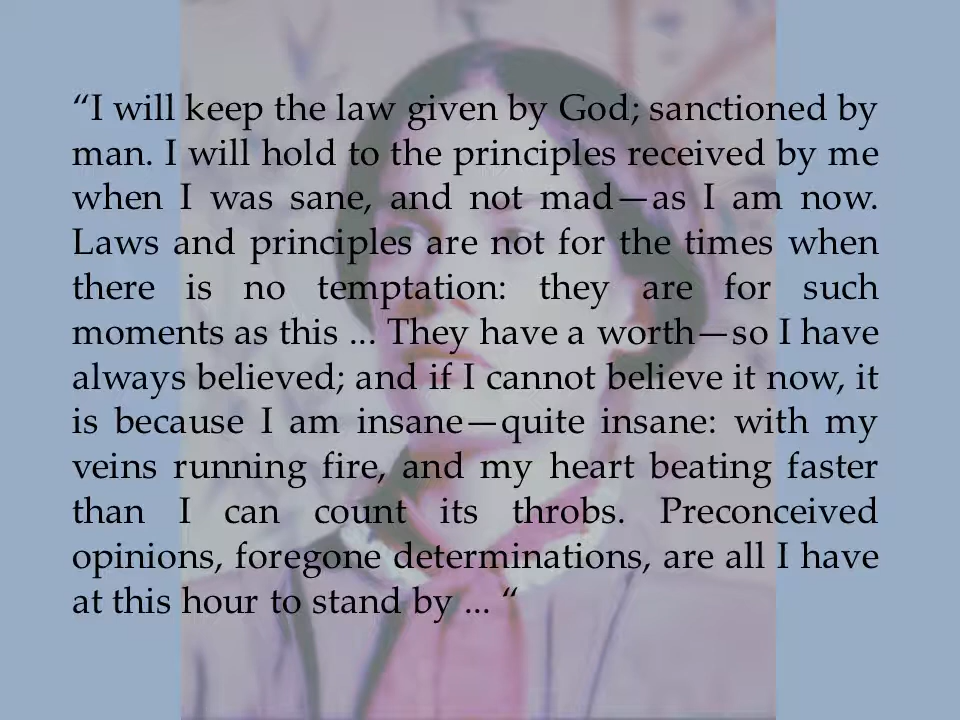 “I will keep the law given by God; sanctioned by
man. I will hold to the principles received by me
when I was sane, and not mad—as I am now.
Laws and principles are not for the times when
there is no temptation: they are for such
moments as this ... They have a worth—so I have
always believed; and if I cannot believe it now, it
is because I am insane—quite insane: with my
veins running fire, and my heart beating faster
than I can count its throbs. Preconceived
opinions, foregone determinations, are all I have
at this hour to stand by ... “